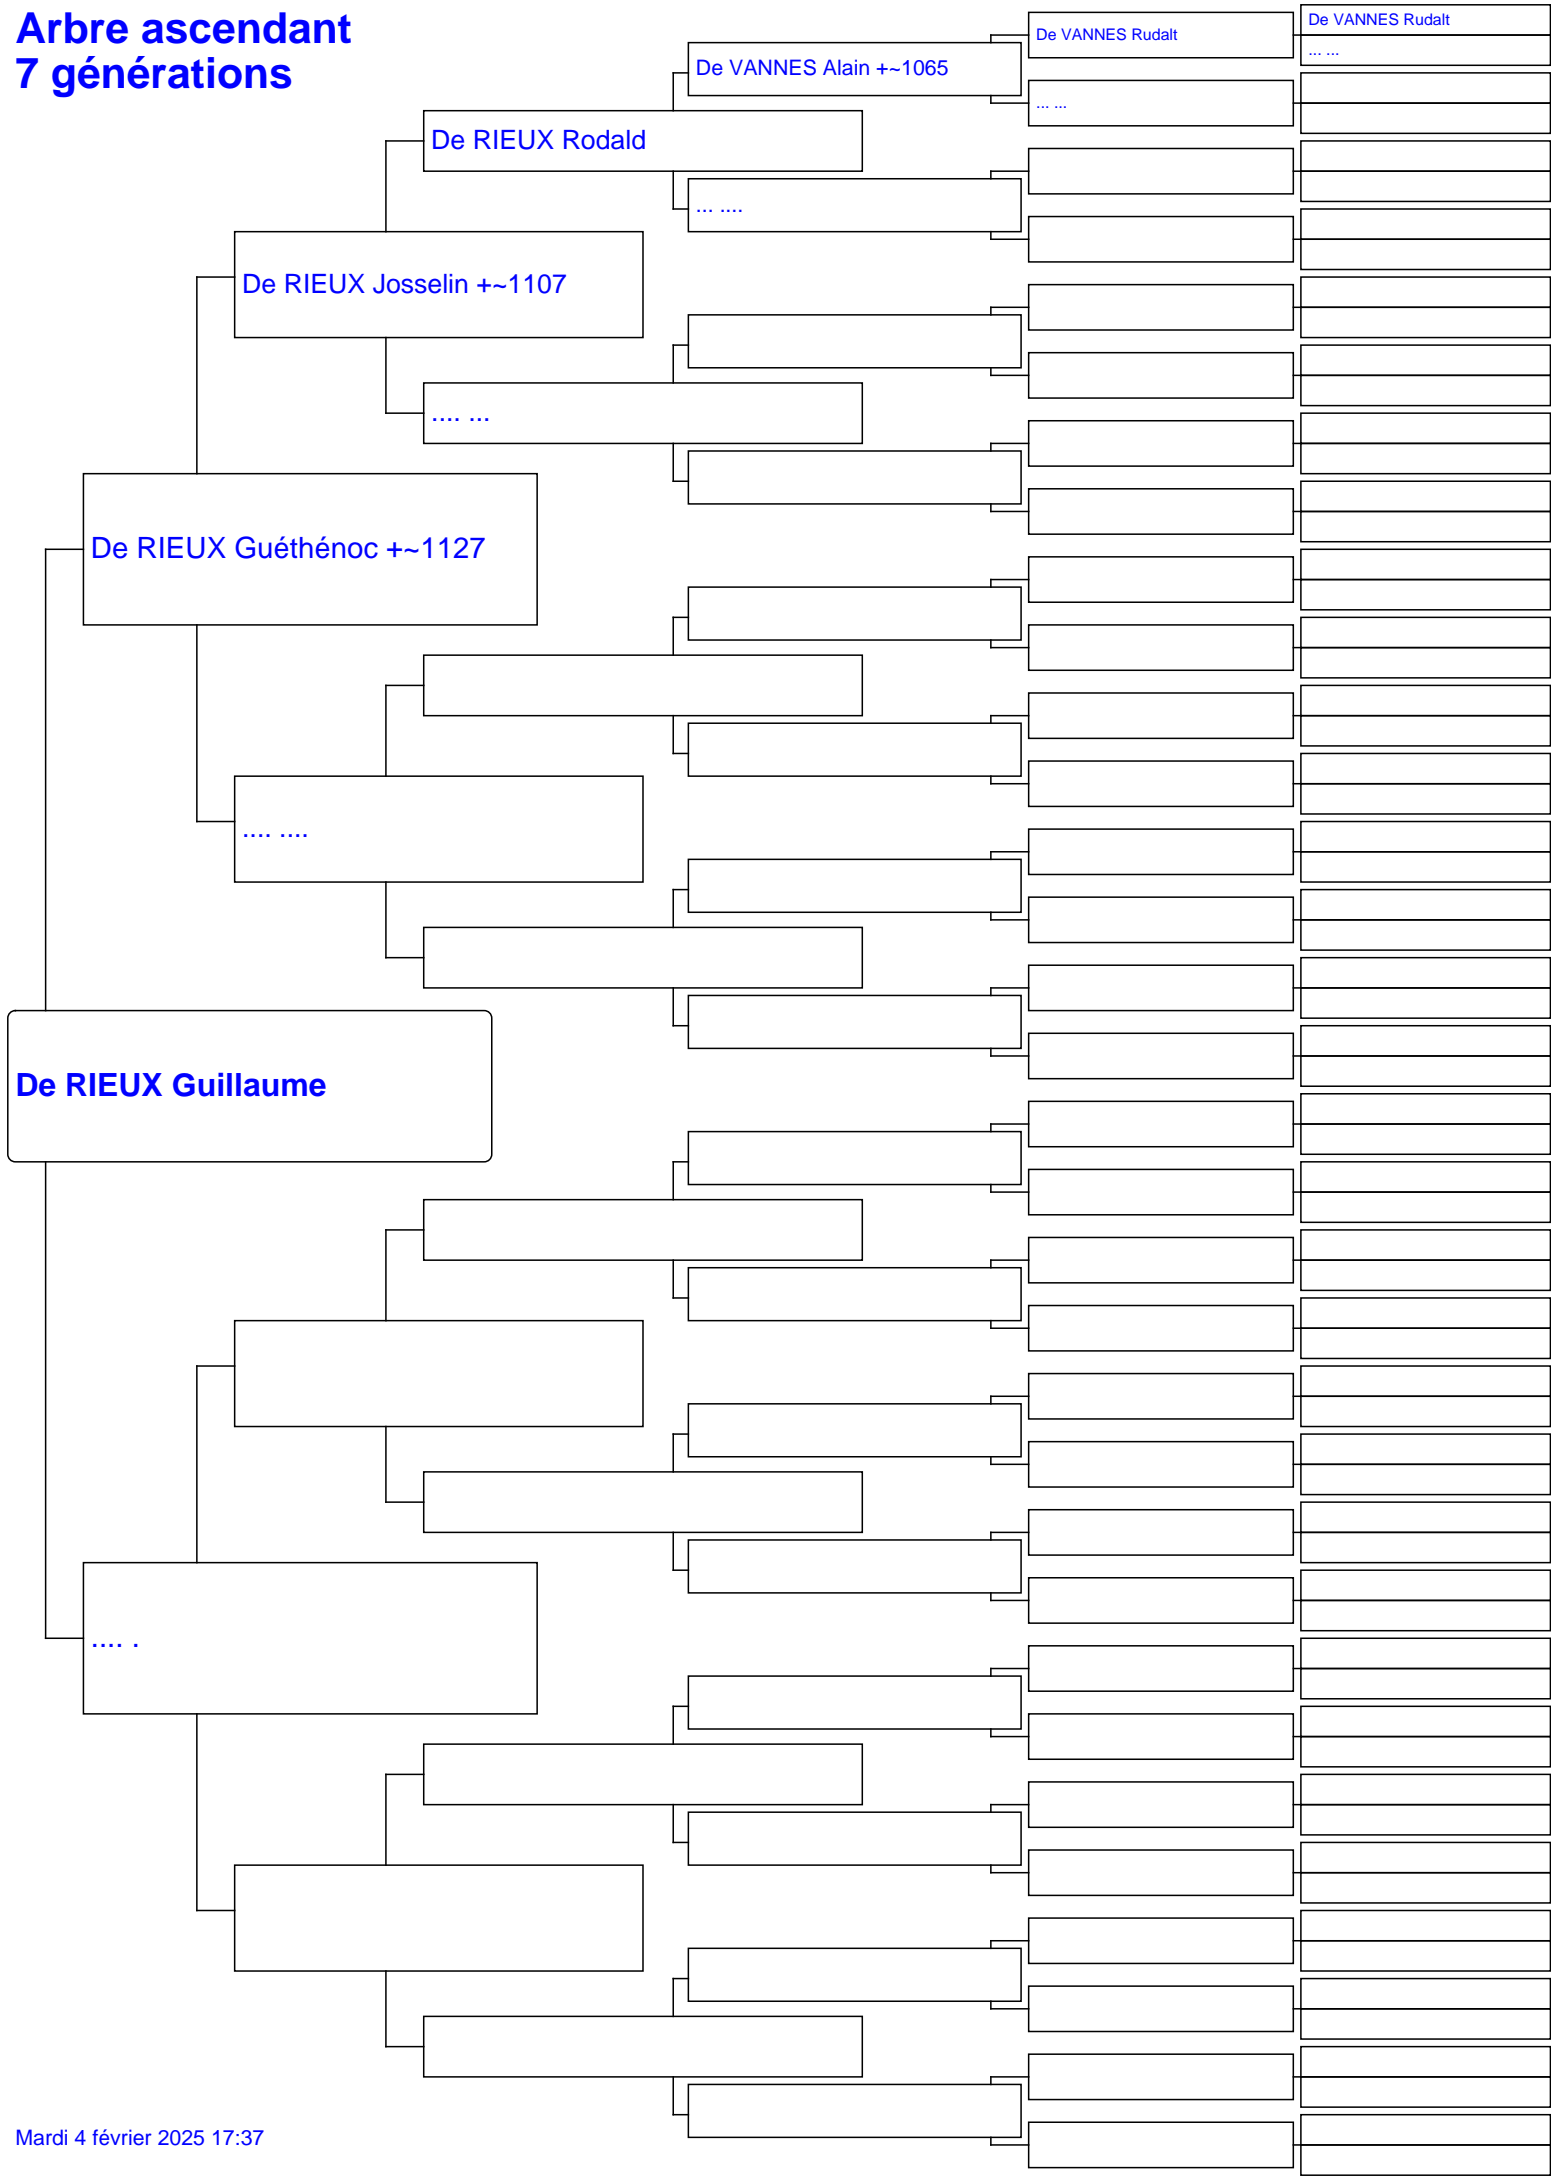 Arbre ascendant
7 générations
De VANNES Rudalt
De VANNES Rudalt
... ...
De VANNES Alain +~1065
... ...
De RIEUX Rodald
... ....
De RIEUX Josselin +~1107
.... ...
De RIEUX Guéthénoc +~1127
.... ....
De RIEUX Guillaume
.... .
Mardi 4 février 2025 17:37